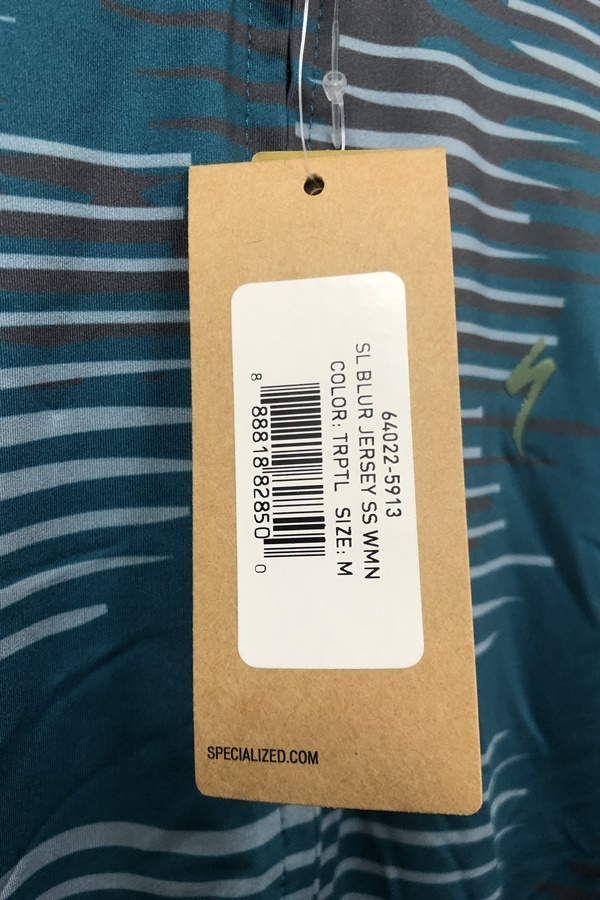 64022-5913
SL BLUR JERSEY SS WMN
COLOR: TRPTL SIZE: M
8 88818 82850 0
SPECIALIZED.COM